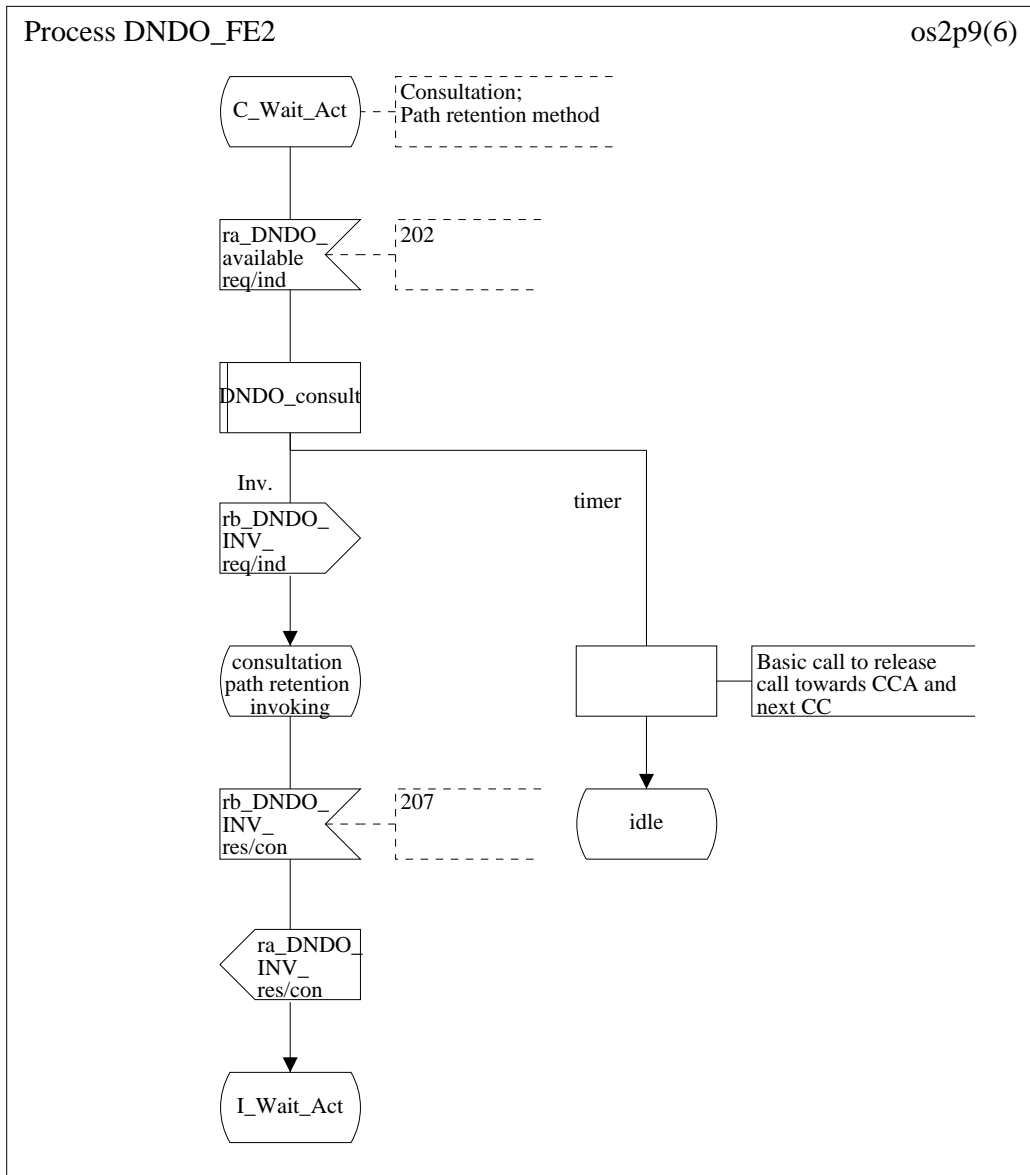 Process DNDO_FE2
os2p9(6)
C_Wait_Act
Consultation;
Path retention method
ra_DNDO_
available
req/ind
202
DNDO_consult
Inv.
timer
rb_DNDO_
INV_
req/ind
consultation
path retention
invoking
Basic call to release
call towards CCA and
next CC
rb_DNDO_
INV_
res/con
207
idle
ra_DNDO_
INV_
res/con
I_Wait_Act